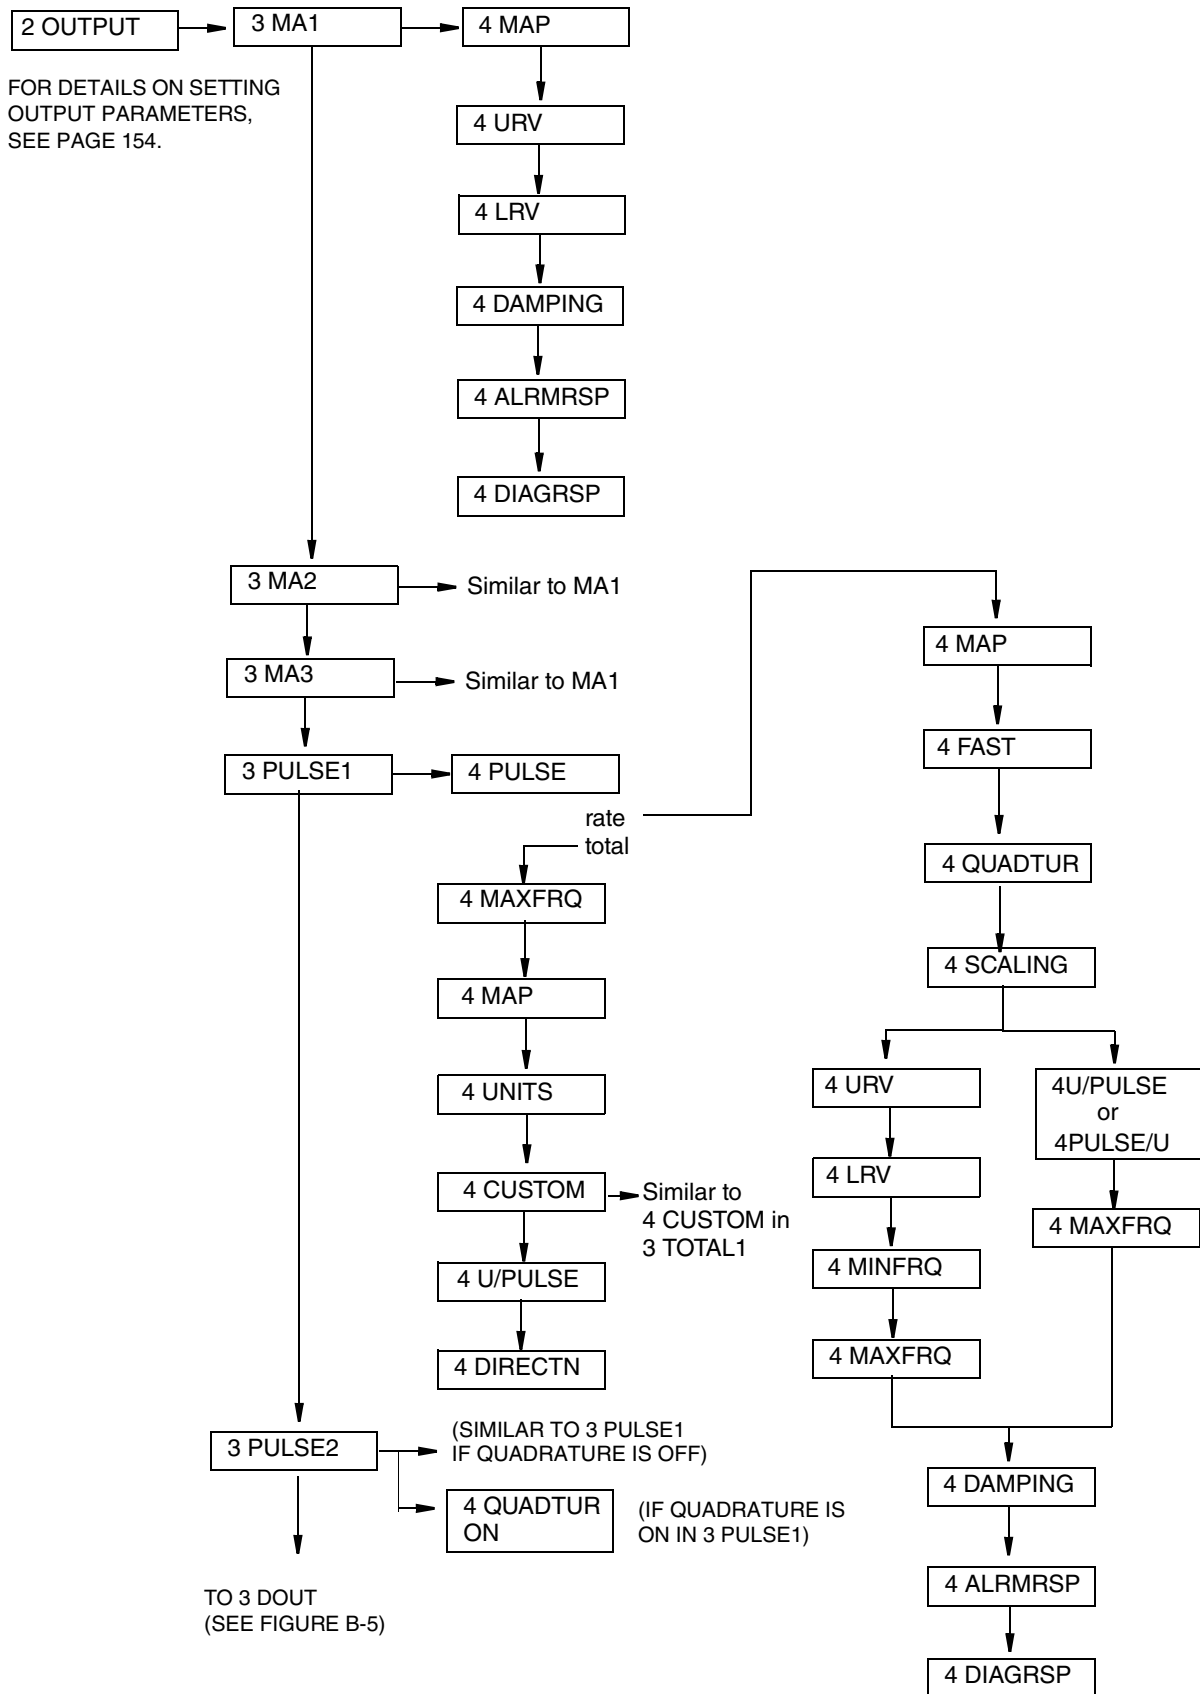 2 OUTPUT
3 MA1
4 MAP
FOR DETAILS ON SETTING
OUTPUT PARAMETERS,
SEE PAGE 154.
4 URV
4 LRV
4 DAMPING
4 ALRMRSP
4 DIAGRSP
3 MA2
Similar to MA1
3 MA3
Similar to MA1
3 PULSE1
4 PULSE
rate
total
4 MAXFRQ
4 MAP
4 UNITS
4 CUSTOM
Similar to
4 CUSTOM in
3 TOTAL1
4 U/PULSE
4 DIRECTN
4 MAP
4 FAST
4 QUADTUR
4 SCALING
4 URV
4 LRV
4 MINFRQ
4 MAXFRQ
4U/PULSE
or
4PULSE/U
4 MAXFRQ
4 DAMPING
4 ALRMRSP
4 DIAGRSP
3 PULSE2
(SIMILAR TO 3 PULSE1
IF QUADRATURE IS OFF)
4 QUADTUR
ON
(IF QUADRATURE IS
ON IN 3 PULSE1)
TO 3 DOUT
(SEE FIGURE B-5)